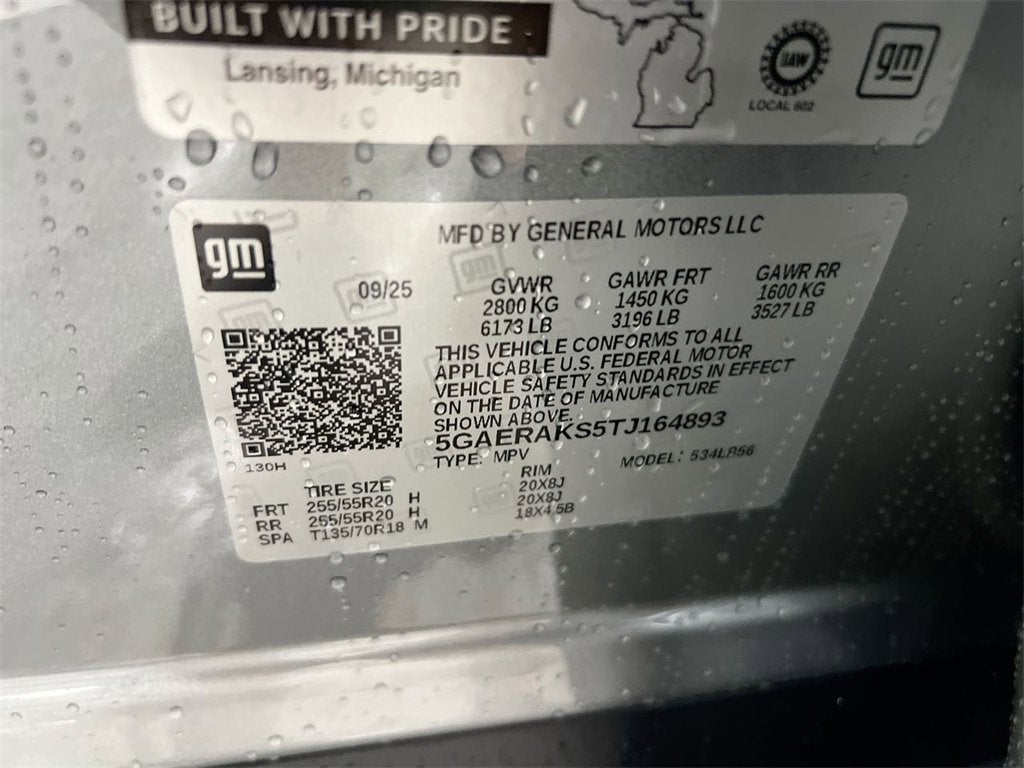 BUILT WITH PRIDE
Lansing, Michigan
UAW
LOCAL 602
gm
gm
MFD BY GENERAL MOTORS LLC
09/25
GVWR GAWR FRT GAWR RR
2800 KG 1450 KG 1600 KG
6173 LB 3196 LB 3527 LB
THIS VEHICLE CONFORMS TO ALL
APPLICABLE U.S. FEDERAL MOTOR
VEHICLE SAFETY STANDARDS IN EFFECT
ON THE DATE OF MANUFACTURE
SHOWN ABOVE.
5GAERAKS5TJ164893
TYPE: MPV MODEL: 534LB56
130H
TIRE SIZE RIM
FRT 255/55R20 H 20X8J
RR 255/55R20 H 20X8J
SPA T135/70R18 M 18X4.5B